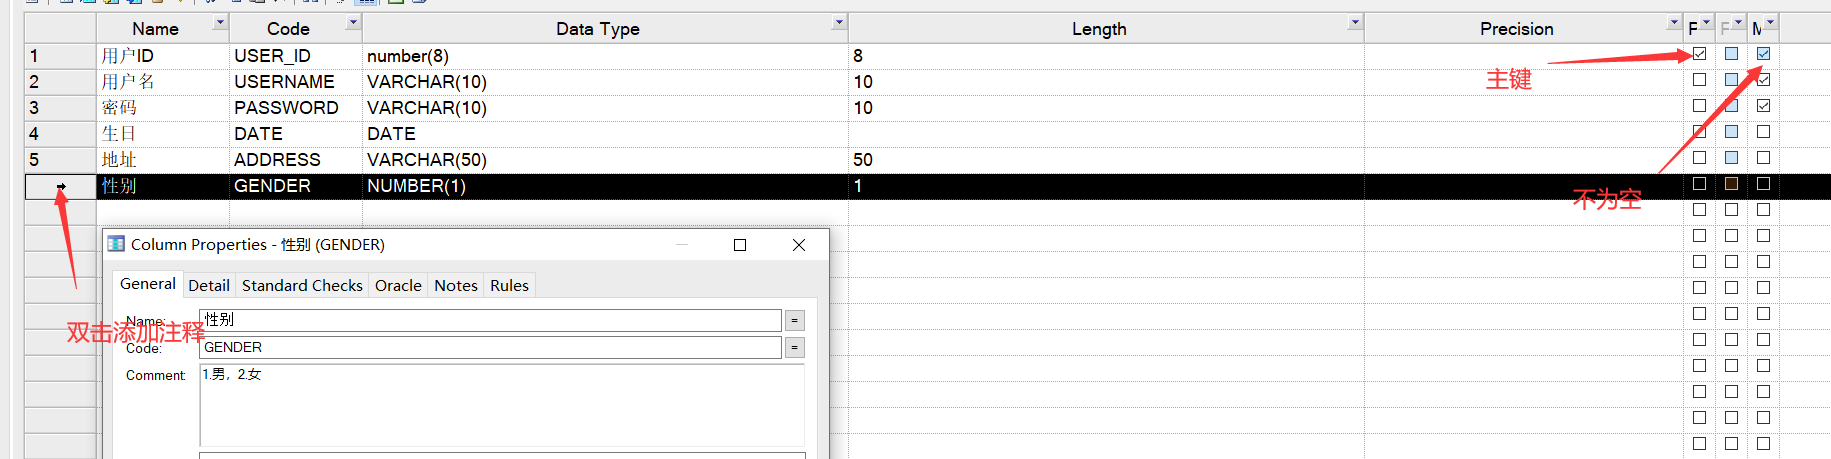 Name Code Data Type Length Precision F F M
1 用户ID USER_ID number(8) 8
2 用户名 USERNAME VARCHAR(10) 10
3 密码 PASSWORD VARCHAR(10) 10
4 生日 DATE DATE
5 地址 ADDRESS VARCHAR(50) 50
性别 GENDER NUMBER(1) 1
主键
不为空
双击添加注释
Column Properties - 性别 (GENDER)
General Detail Standard Checks Oracle Notes Rules
Name: 性别 =
Code: GENDER =
Comment: 1.男，2.女